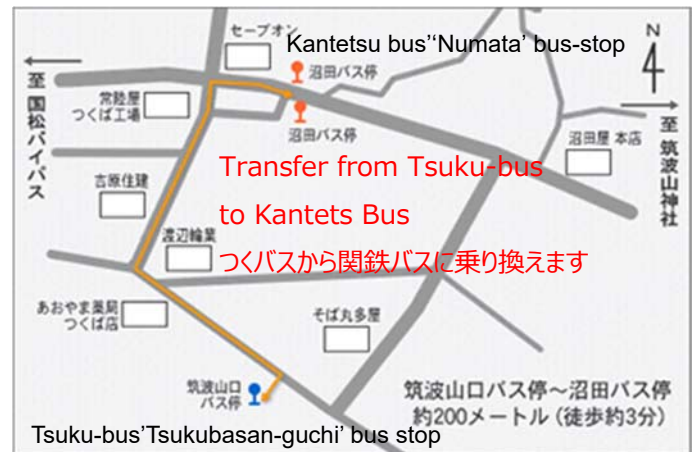 セーブオン
Kantetsu bus'‘Numata’ bus-stop
N
4
沼田バス停
至 国松バイパス
常陸屋
つくば工場
沼田バス停
沼田屋 本店
至 筑波山神社
Transfer from Tsuku-bus
to Kantets Bus
つくバスから関鉄バスに乗り換えます
吉原住建
渡辺輪業
あおやま薬局
つくば店
そば丸多屋
筑波山口
バス停
筑波山口バス停～沼田バス停
約200メートル（徒歩約3分）
Tsuku-bus’Tsukubasan-guchi’ bus stop